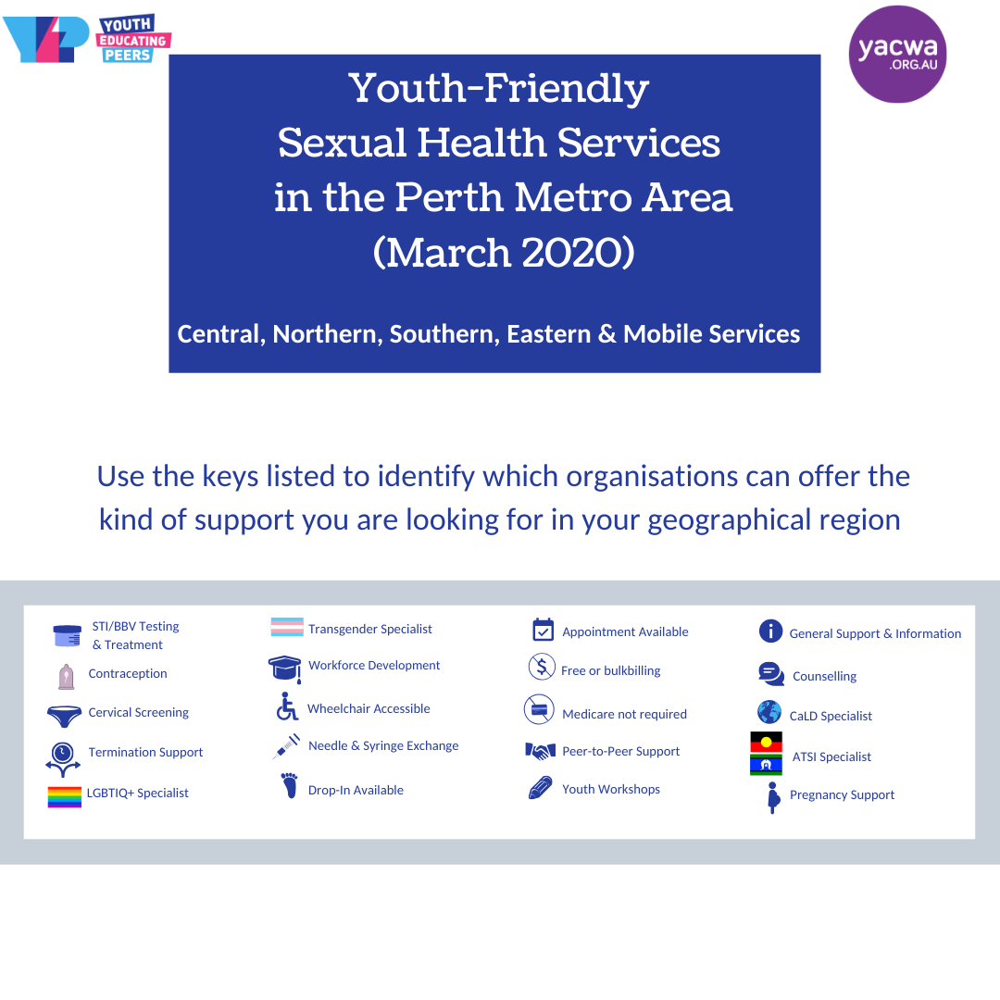 YEP
YOUTH
EDUCATING
PEERS
yacwa
.ORG.AU
Youth-Friendly
Sexual Health Services
in the Perth Metro Area
(March 2020)
Central, Northern, Southern, Eastern & Mobile Services
Use the keys listed to identify which organisations can offer the
kind of support you are looking for in your geographical region
STI/BBV Testing
& Treatment
Contraception
Cervical Screening
Termination Support
LGBTIQ+ Specialist
Transgender Specialist
Workforce Development
Wheelchair Accessible
Needle & Syringe Exchange
Drop-In Available
Appointment Available
Free or bulkbilling
Medicare not required
Peer-to-Peer Support
Youth Workshops
General Support & Information
Counselling
CaLD Specialist
ATSI Specialist
Pregnancy Support